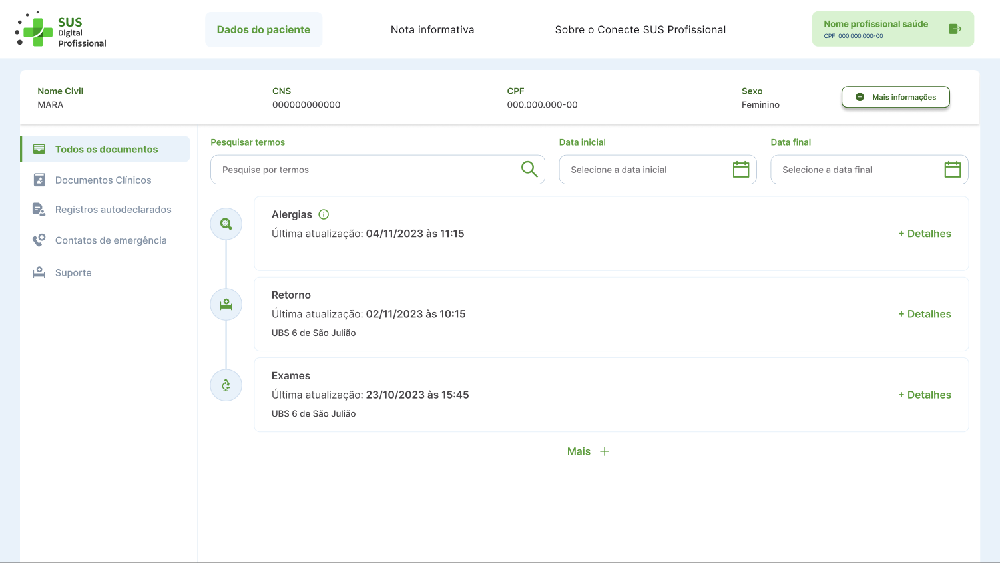 SUS
Digital
Profissional
Dados do paciente
Nota informativa
Sobre o Conecte SUS Profissional
Nome profissional saúde
CPF: 000.000.000-00
Nome Civil
MARA
CNS
000000000000
CPF
000.000.000-00
Sexo
Feminino
Mais informações
Todos os documentos
Documentos Clínicos
Registros autodeclarados
Contatos de emergência
Suporte
Pesquisar termos
Pesquise por termos
Data inicial
Selecione a data inicial
Data final
Selecione a data final
Alergias
Última atualização: 04/11/2023 às 11:15
+ Detalhes
Retorno
Última atualização: 02/11/2023 às 10:15
+ Detalhes
UBS 6 de São Julião
Exames
Última atualização: 23/10/2023 às 15:45
+ Detalhes
UBS 6 de São Julião
Mais +